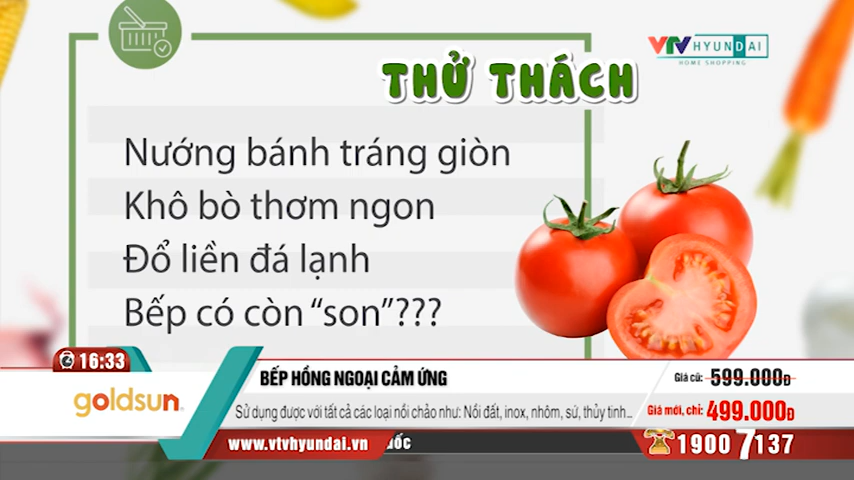 VTV HYUNDAI
HOME SHOPPING
THỬ THÁCH
Nướng bánh tráng giòn
Khô bò thơm ngon
Đổ liền đá lạnh
Bếp có còn “son”???
16:33
goldsun
BẾP HỒNG NGOẠI CẢM ỨNG
Sử dụng được với tất cả các loại nồi chảo như: Nồi đất, inox, nhôm, sứ, thủy tinh...
Giá cũ: 599.000Đ
Giá mới, chỉ: 499.000Đ
www.vtvhyundai.vn
1900 7137